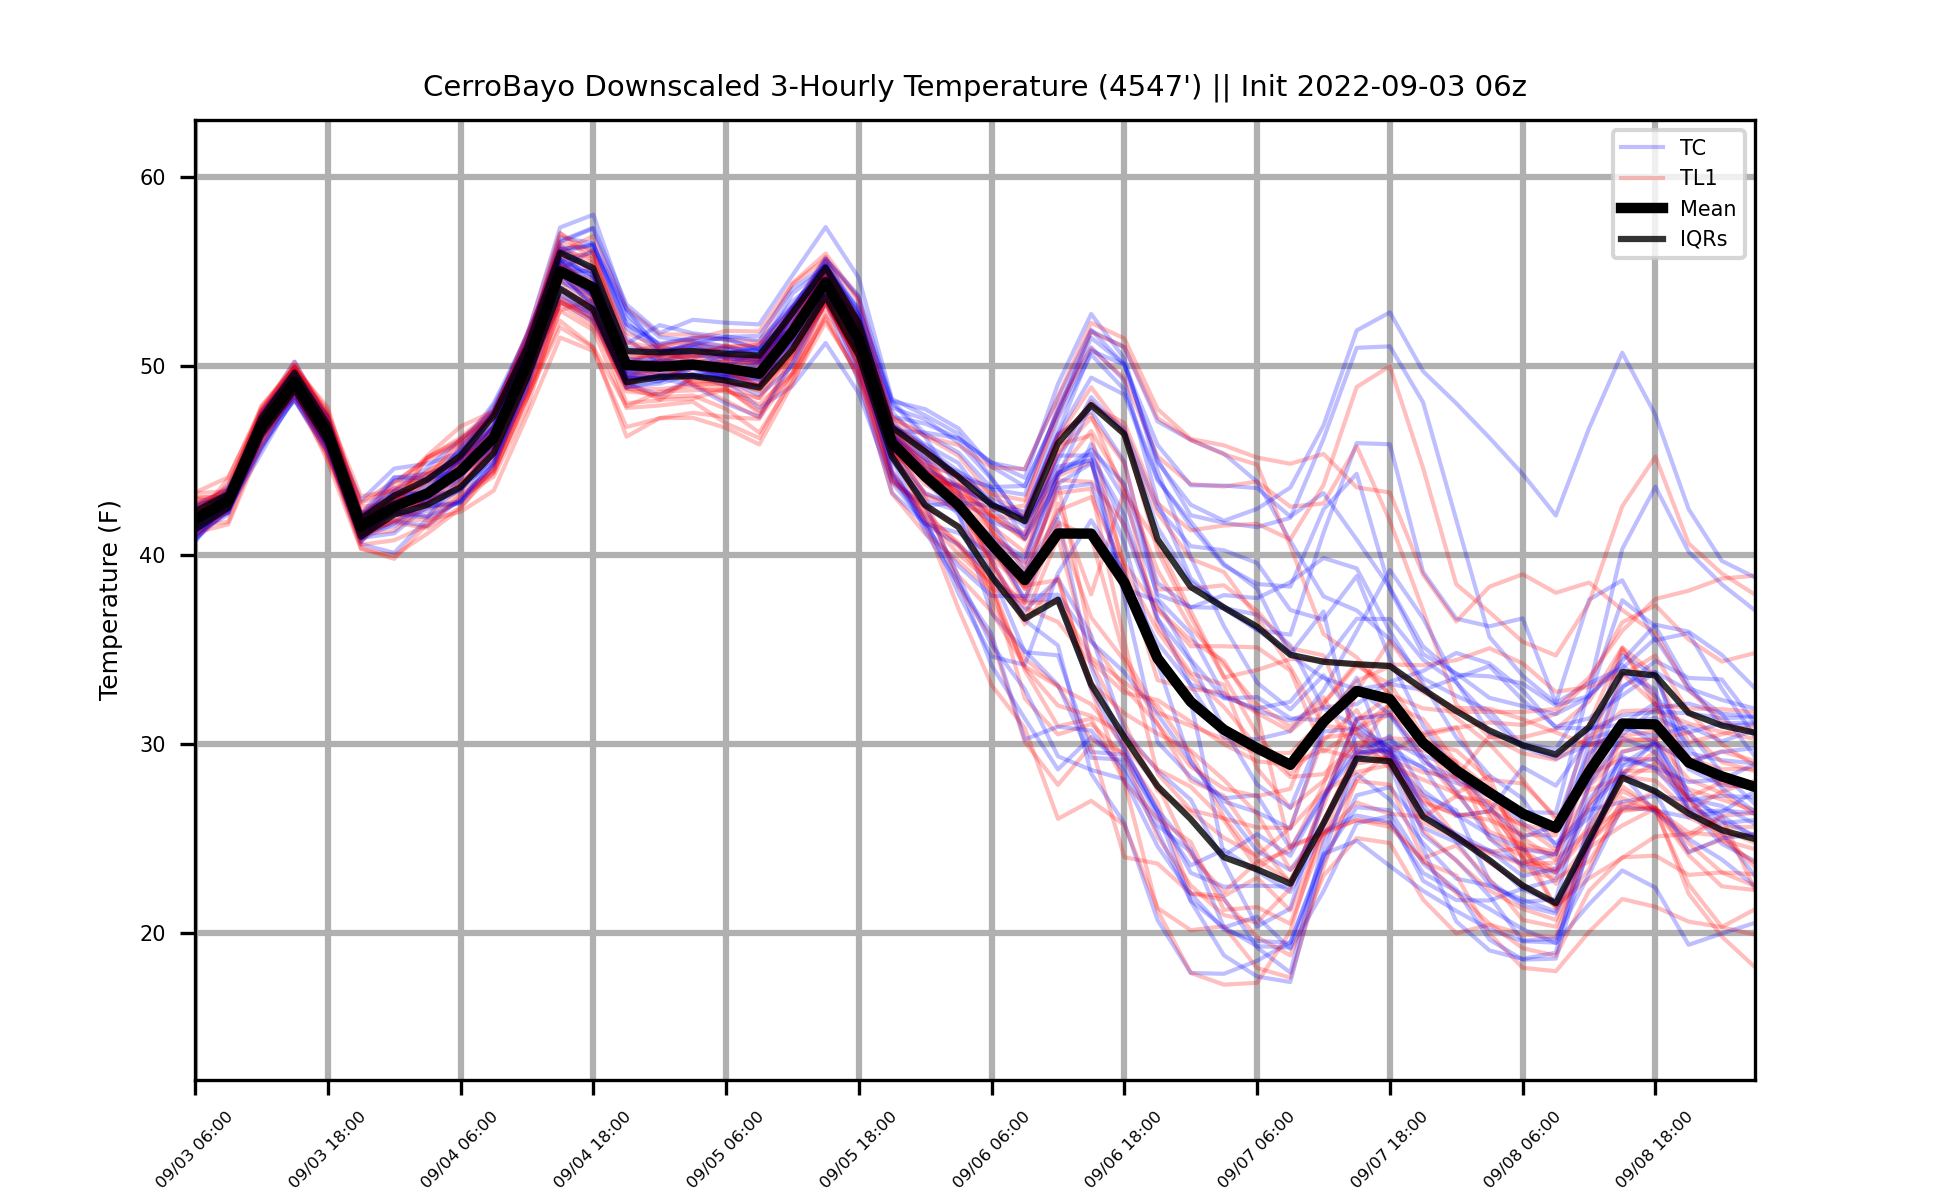 CerroBayo Downscaled 3-Hourly Temperature (4547') || Init 2022-09-03 06z
TC
TL1
Mean
IQRs
Temperature (F)
60
50
40
30
20
09/03 06:00
09/03 18:00
09/04 06:00
09/04 18:00
09/05 06:00
09/05 18:00
09/06 06:00
09/06 18:00
09/07 06:00
09/07 18:00
09/08 06:00
09/08 18:00